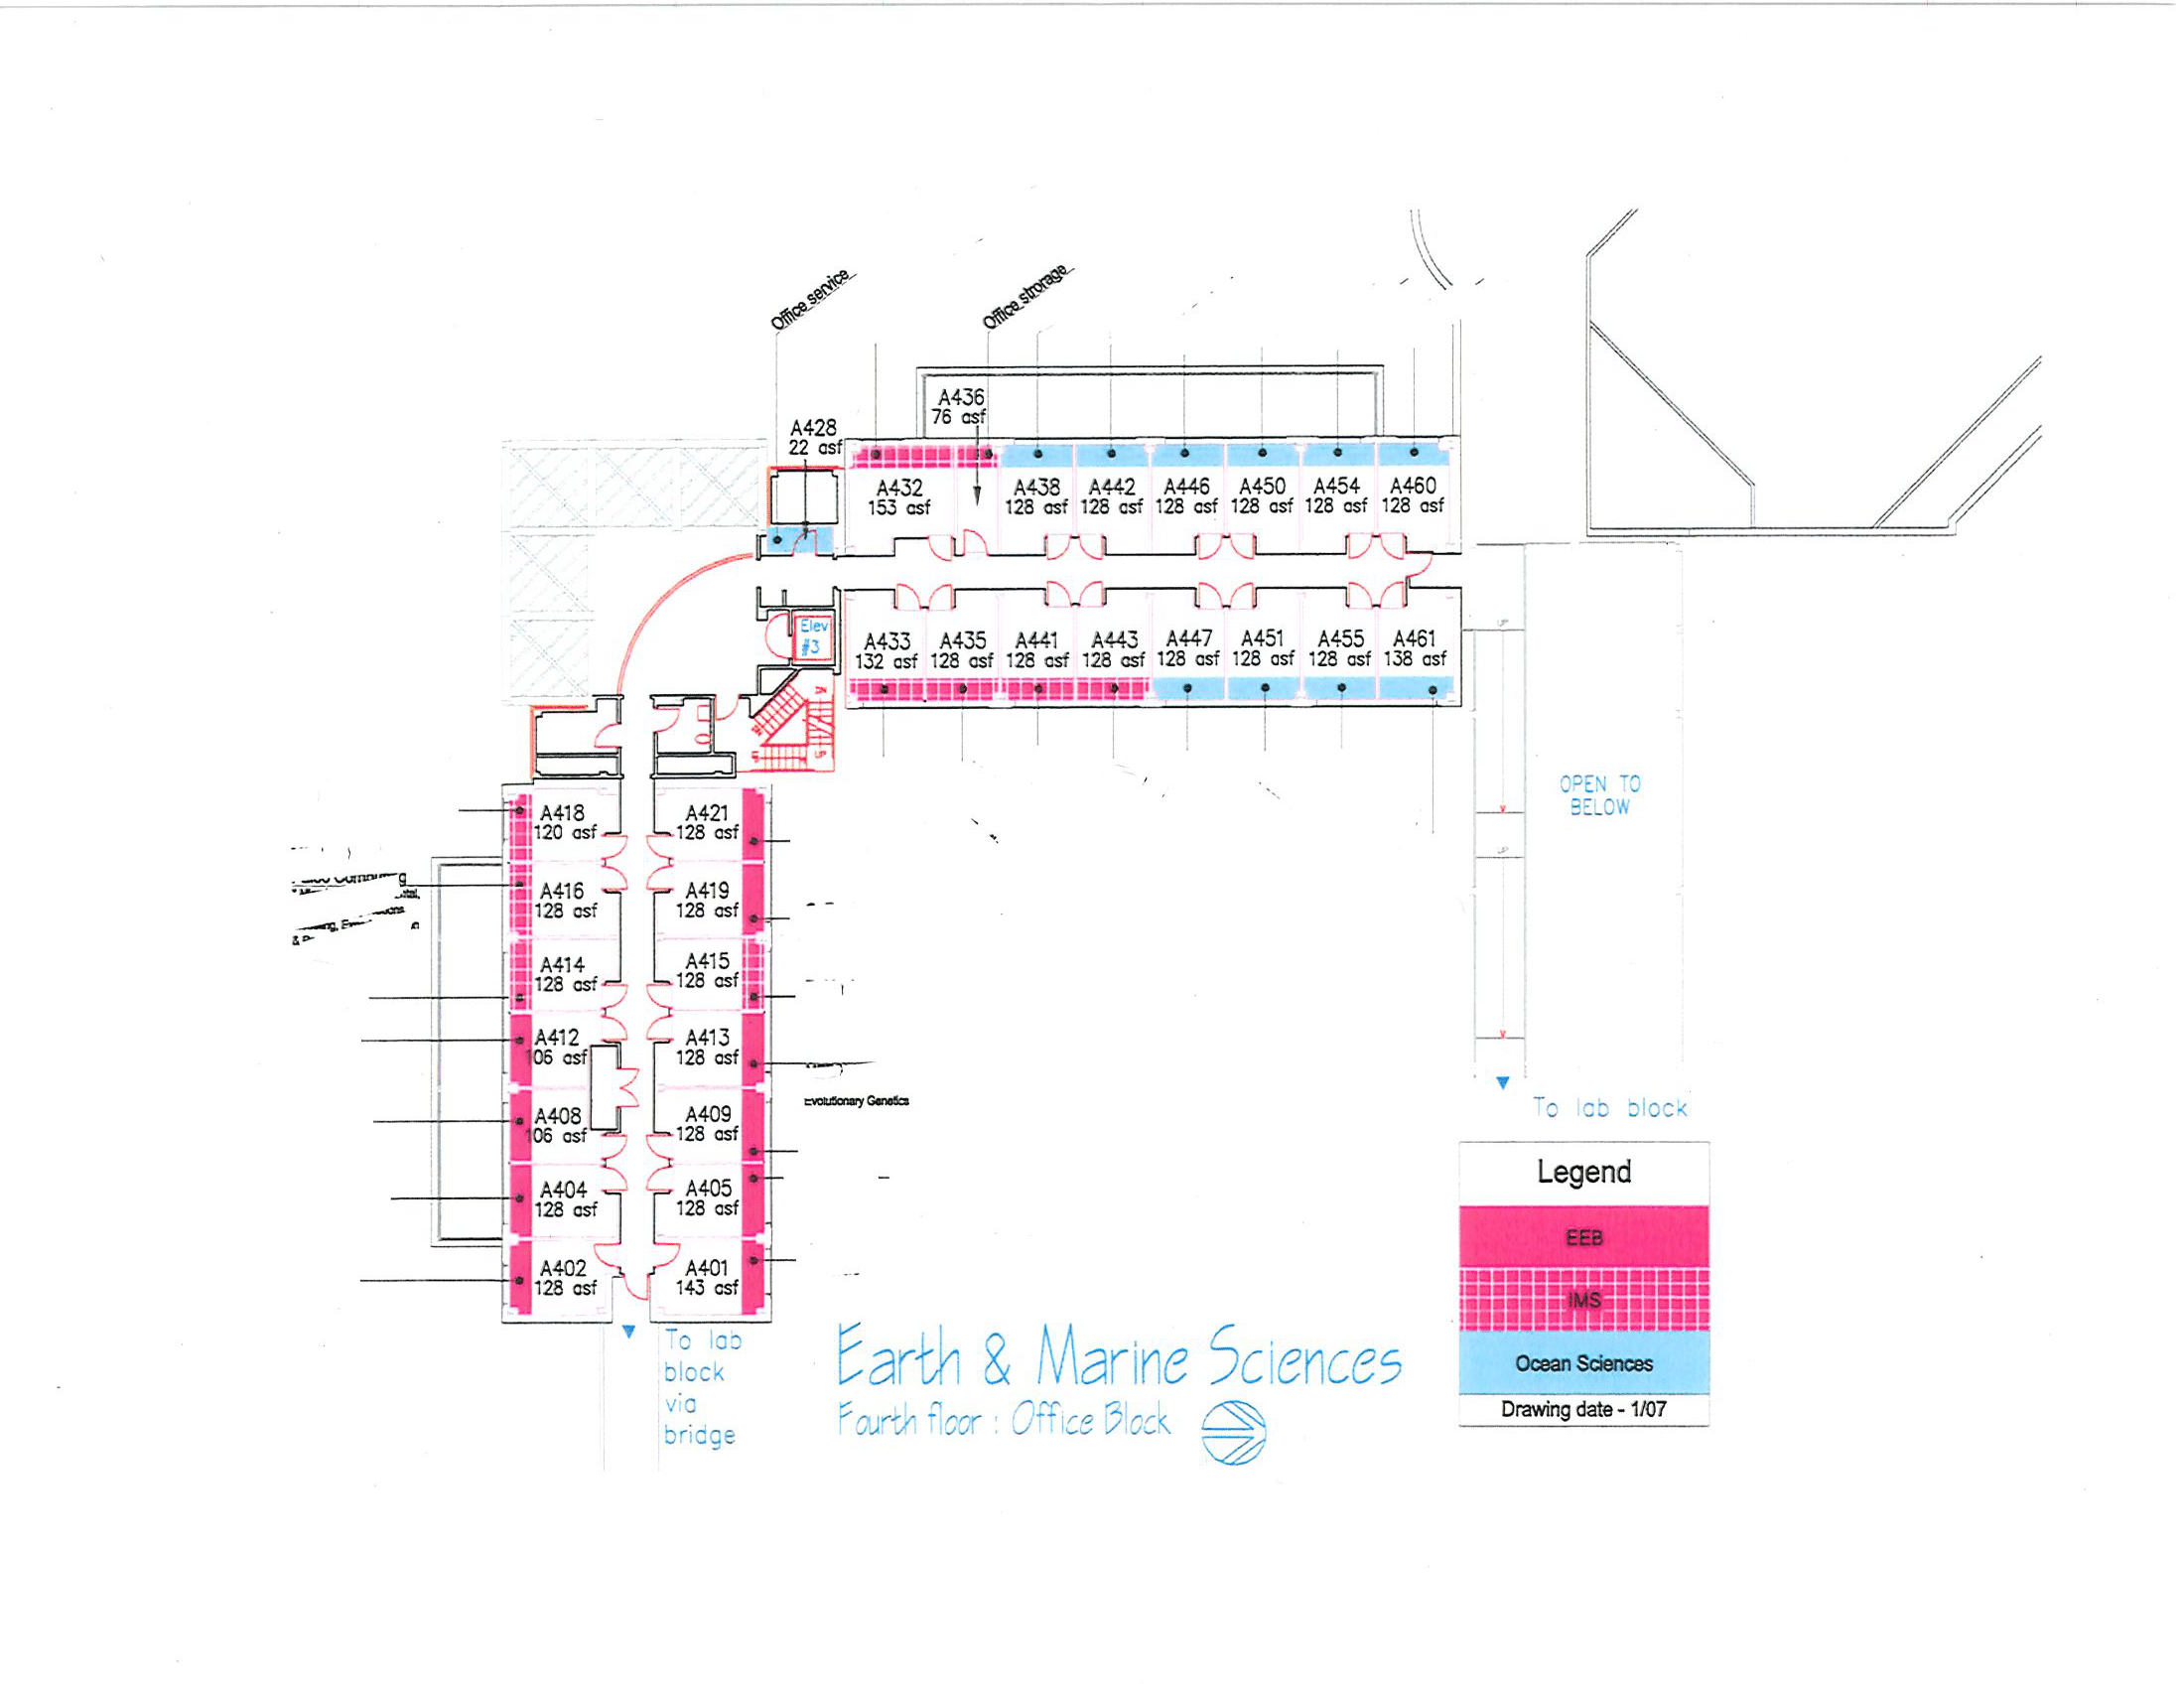 Office service
Office strorage
A436
76 asf
A428
22 asf
A432
153 asf
A438
128 asf
A442
128 asf
A446
128 asf
A450
128 asf
A454
128 asf
A460
128 asf
Elev
#3
A433
132 asf
A435
128 asf
A441
128 asf
A443
128 asf
A447
128 asf
A451
128 asf
A455
128 asf
A461
138 asf
OPEN TO
BELOW
A418
120 asf
A421
128 asf
A416
128 asf
A419
128 asf
A414
128 asf
A415
128 asf
A412
106 asf
A413
128 asf
A408
106 asf
A409
128 asf
Evolutionary Genetics
To lab block
A404
128 asf
A405
128 asf
A402
128 asf
A401
143 asf
Legend
EEB
IMS
Ocean Sciences
Drawing date - 1/07
To lab
block
via
bridge
Earth & Marine Sciences
Fourth floor : Office Block